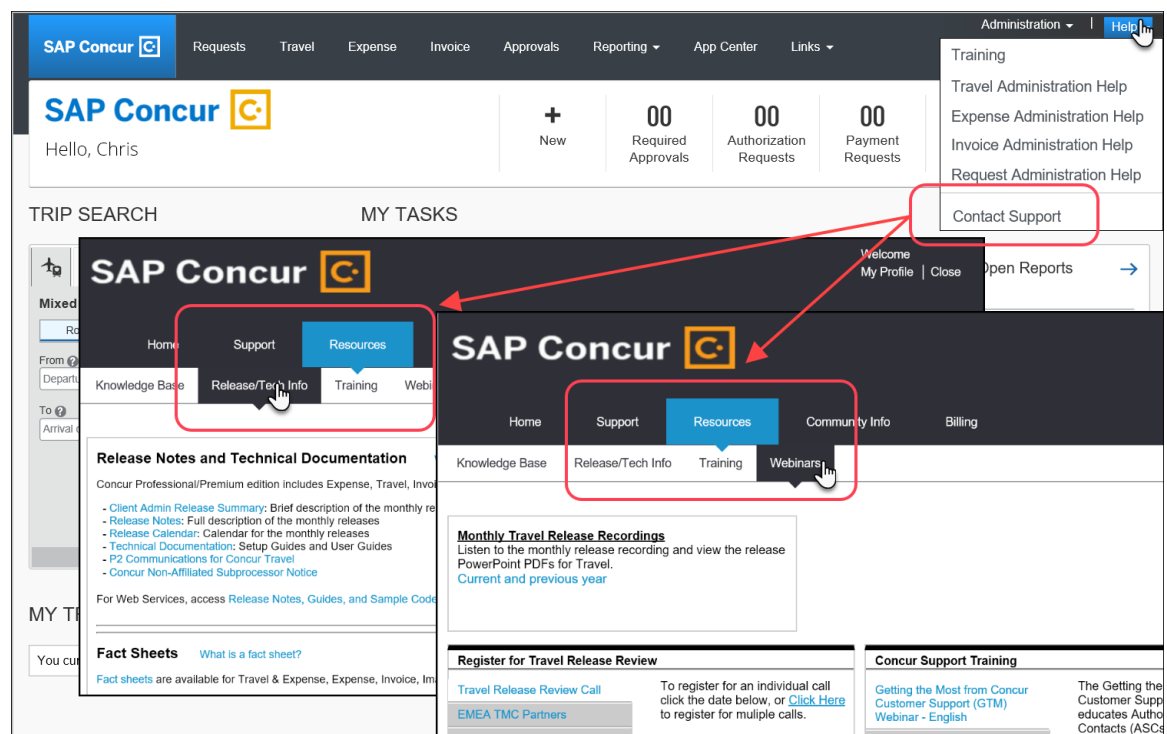 Administration
Help
SAP Concur
Requests
Travel
Expense
Invoice
Approvals
Reporting
App Center
Links
Training
Travel Administration Help
Expense Administration Help
Invoice Administration Help
Request Administration Help
Contact Support
SAP Concur
Hello, Chris
+
New
00
Required
Approvals
00
Authorization
Requests
00
Payment
Requests
TRIP SEARCH
MY TASKS
Open Reports
Mixed
From
To
SAP Concur
Welcome
My Profile | Close
Home
Support
Resources
Knowledge Base
Release/Tech Info
Training
Release Notes and Technical Documentation
Concur Professional/Premium edition includes Expense, Travel,
- Client Admin Release Summary: Brief description of the monthly
- Release Notes: Full description of the monthly releases
- Release Calendar: Calendar for the monthly releases
- Technical Documentation: Setup Guides and User Guides
- P2 Communications for Concur Travel
- Concur Non-Affiliated Subprocessor Notice
For Web Services, access Release Notes, Guides, and Sample Code
Fact Sheets
What is a fact sheet?
Fact sheets are available for Travel & Expense, Expense, Invoice,
SAP Concur
Home
Support
Resources
Community Info
Billing
Knowledge Base
Release/Tech Info
Training
Webinars
Monthly Travel Release Recordings
Listen to the monthly release recording and view the release
PowerPoint PDFs for Travel.
Current and previous year
Register for Travel Release Review
Travel Release Review Call
EMEA TMC Partners
To register for an individual call
click the date below, or Click Here
to register for muliple calls.
Concur Support Training
Getting the Most from Concur
Customer Support (GTM)
Webinar - English
The Getting the
Customer Supp
educates Autho
Contacts (ASCs
MY
You